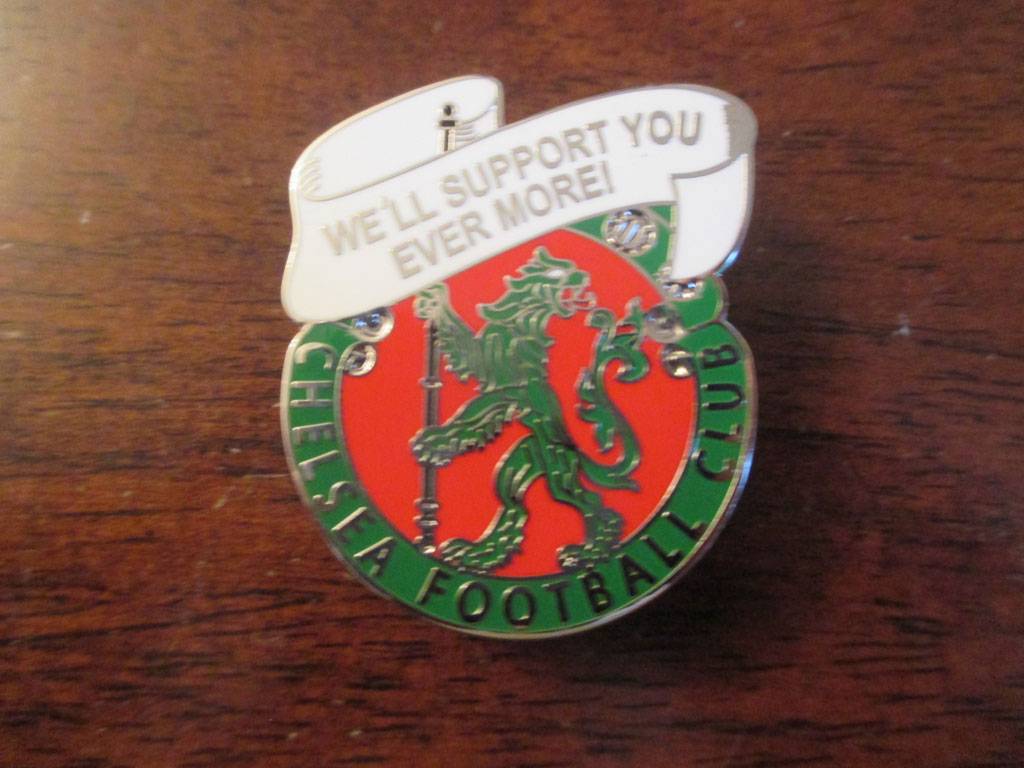 WE'LL SUPPORT YOU
EVER MORE!
CHELSEA FOOTBALL CLUB